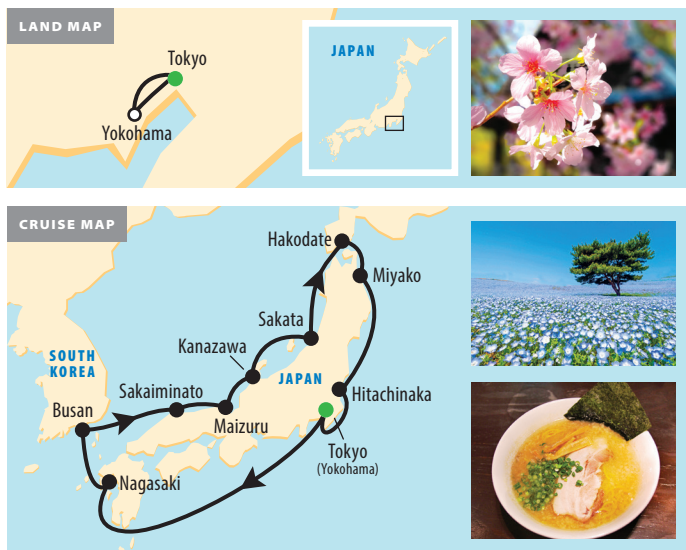 LAND MAP
Tokyo
Yokohama
JAPAN
CRUISE MAP
Hakodate
Miyako
Sakata
Kanazawa
SOUTH
KOREA
JAPAN
Sakaiminato
Hitachinaka
Busan
Maizuru
Tokyo
(Yokohama)
Nagasaki